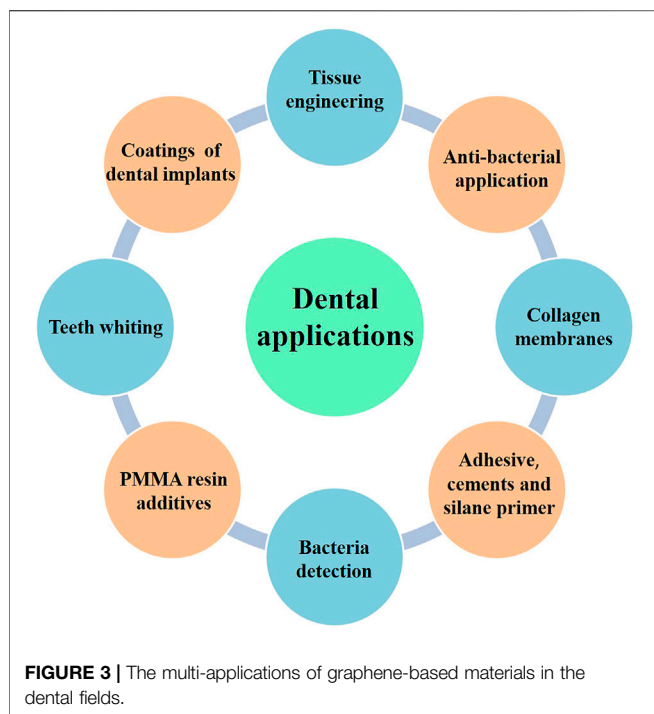 Tissue
engineering
Anti-bacterial
application
Collagen
membranes
Adhesive,
cements and
silane primer
Bacteria
detection
PMMA resin
additives
Teeth whiting
Coatings of
dental implants
Dental
applications
FIGURE 3 | The multi-applications of graphene-based materials in the
dental fields.